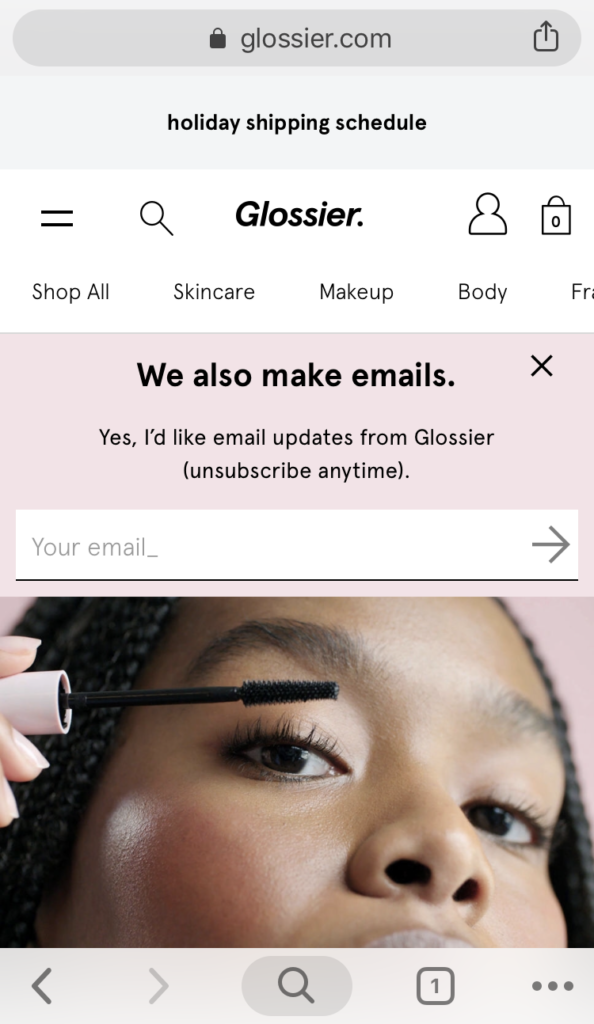 glossier.com
holiday shipping schedule
Glossier.
0
Shop All Skincare Makeup Body Fra
We also make emails.
Yes, I'd like email updates from Glossier
(unsubscribe anytime).
Your email_
1